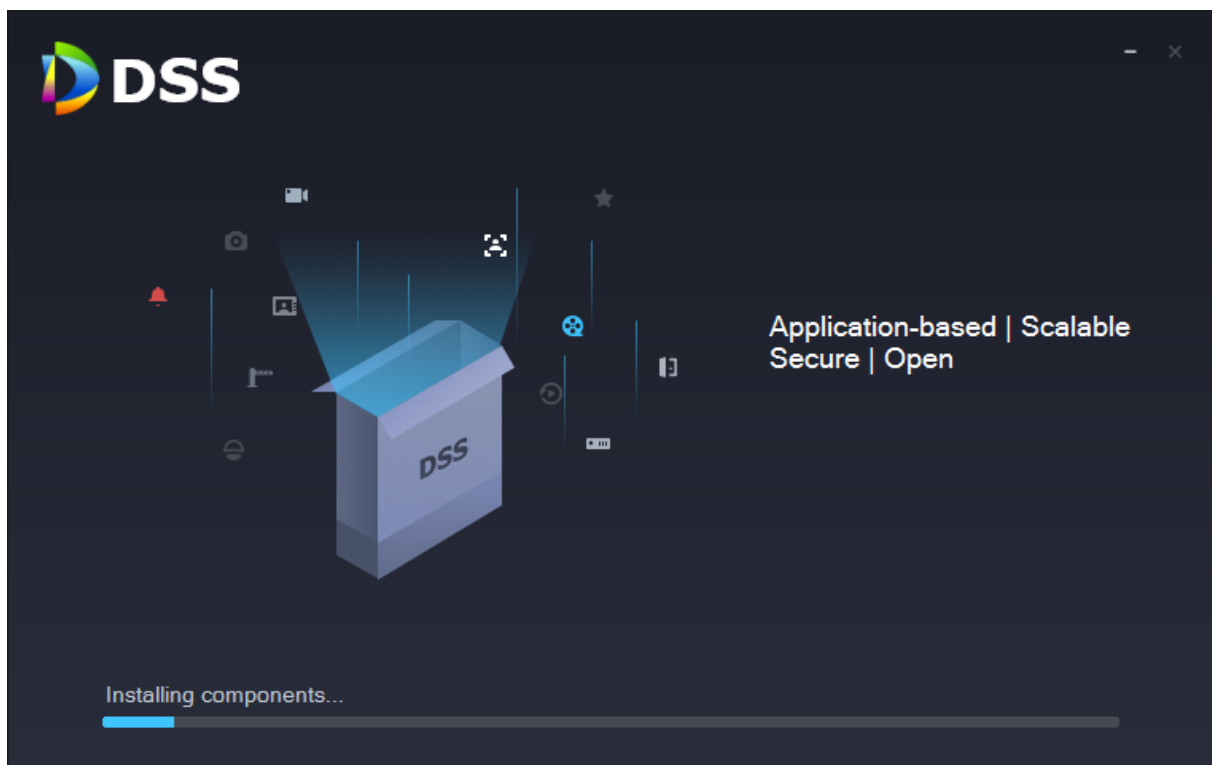 DSS
Application-based | Scalable
Secure | Open
DSS
Installing components...